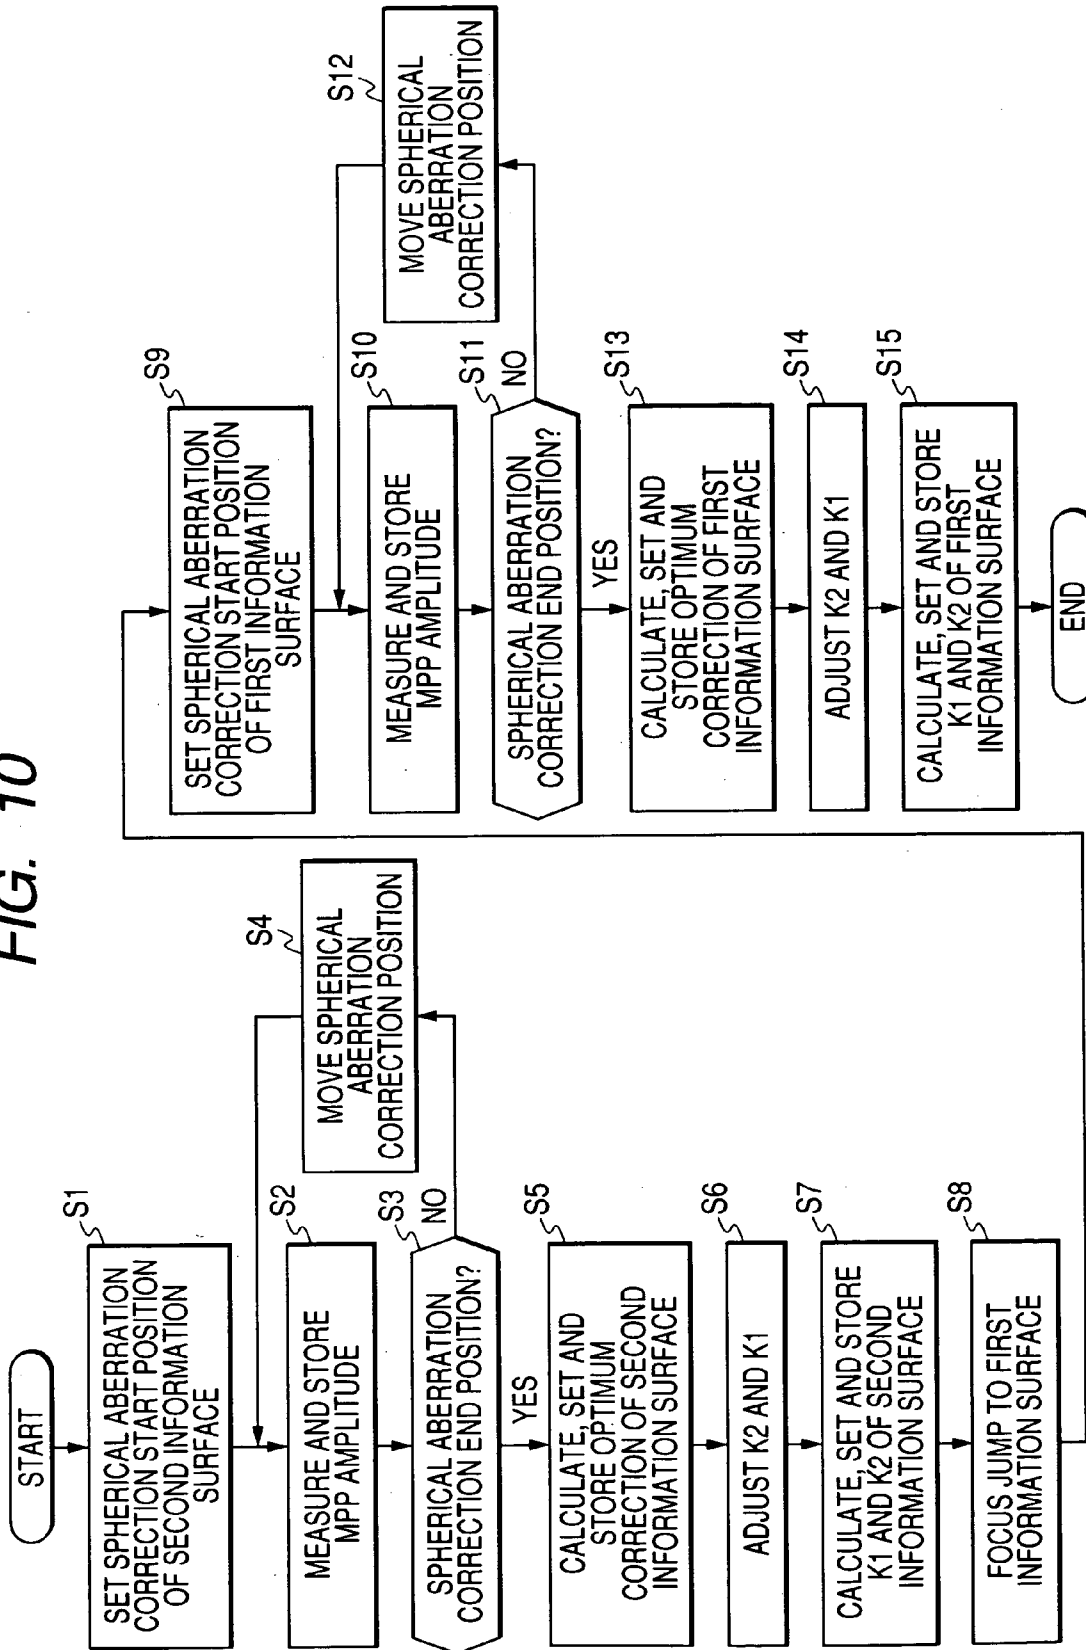 FIG. 10
START
S1
SET SPHERICAL ABERRATION
CORRECTION START POSITION
OF SECOND INFORMATION
SURFACE
S2
MEASURE AND STORE
MPP AMPLITUDE
S3
SPHERICAL ABERRATION
CORRECTION END POSITION?
NO
S4
MOVE SPHERICAL
ABERRATION
CORRECTION POSITION
YES
S5
CALCULATE, SET AND
STORE OPTIMUM
CORRECTION OF SECOND
INFORMATION SURFACE
S6
ADJUST K2 AND K1
S7
CALCULATE, SET AND STORE
K1 AND K2 OF SECOND
INFORMATION SURFACE
S8
FOCUS JUMP TO FIRST
INFORMATION SURFACE
S9
SET SPHERICAL ABERRATION
CORRECTION START POSITION
OF FIRST INFORMATION
SURFACE
S10
MEASURE AND STORE
MPP AMPLITUDE
S11
SPHERICAL ABERRATION
CORRECTION END POSITION?
NO
S12
MOVE SPHERICAL
ABERRATION
CORRECTION POSITION
YES
S13
CALCULATE, SET AND
STORE OPTIMUM
CORRECTION OF FIRST
INFORMATION SURFACE
S14
ADJUST K2 AND K1
S15
CALCULATE, SET AND STORE
K1 AND K2 OF FIRST
INFORMATION SURFACE
END